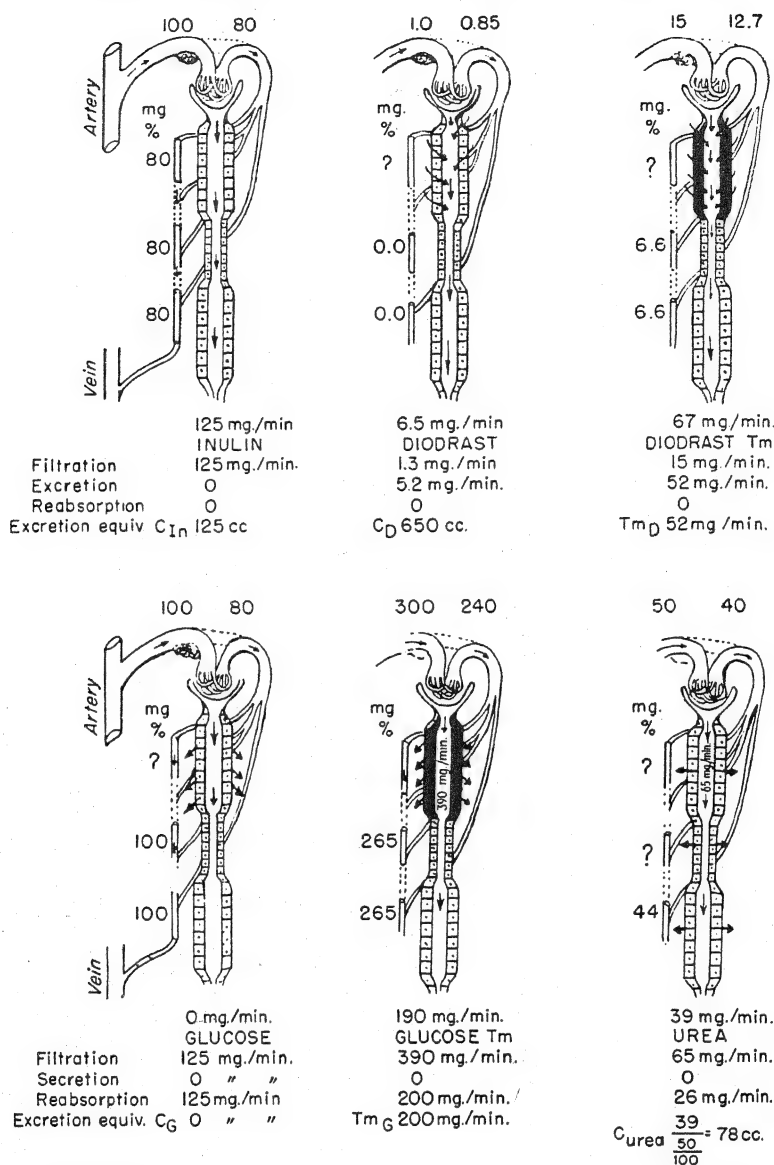 100 80 1.0 0.85 15 12.7
Artery
mg
%
80
80
80
Vein
mg.
%
?
0.0
0.0
mg.
%
?
6.6
6.6
125 mg./min 6.5 mg./min 67 mg./min.
INULIN DIODRAST DIODRAST Tm
Filtration 125 mg./min. 1.3 mg/min 15 mg./min.
Excretion 0 5.2 mg./min. 52 mg./min.
Reabsorption 0 0 0
Excretion equiv C In 125 cc C D 650 cc. Tm D 52 mg /min.
100 80 300 240 50 40
Artery
mg
%
?
100
100
Vein
mg
%
390 mg./min.
265
265
mg
%
?
65 mg/min.
?
44
0 mg./min. 190 mg./min. 39 mg./min.
GLUCOSE GLUCOSE Tm UREA
Filtration 125 mg./min. 390 mg./min. 65 mg./min.
Secretion 0 " " 0 0
Reabsorption 125 mg./min 200 mg./min. 26 mg./min.
Excretion equiv. C G 0 " " Tm G 200 mg./min. C urea 39 / 50/100 = 78 cc.